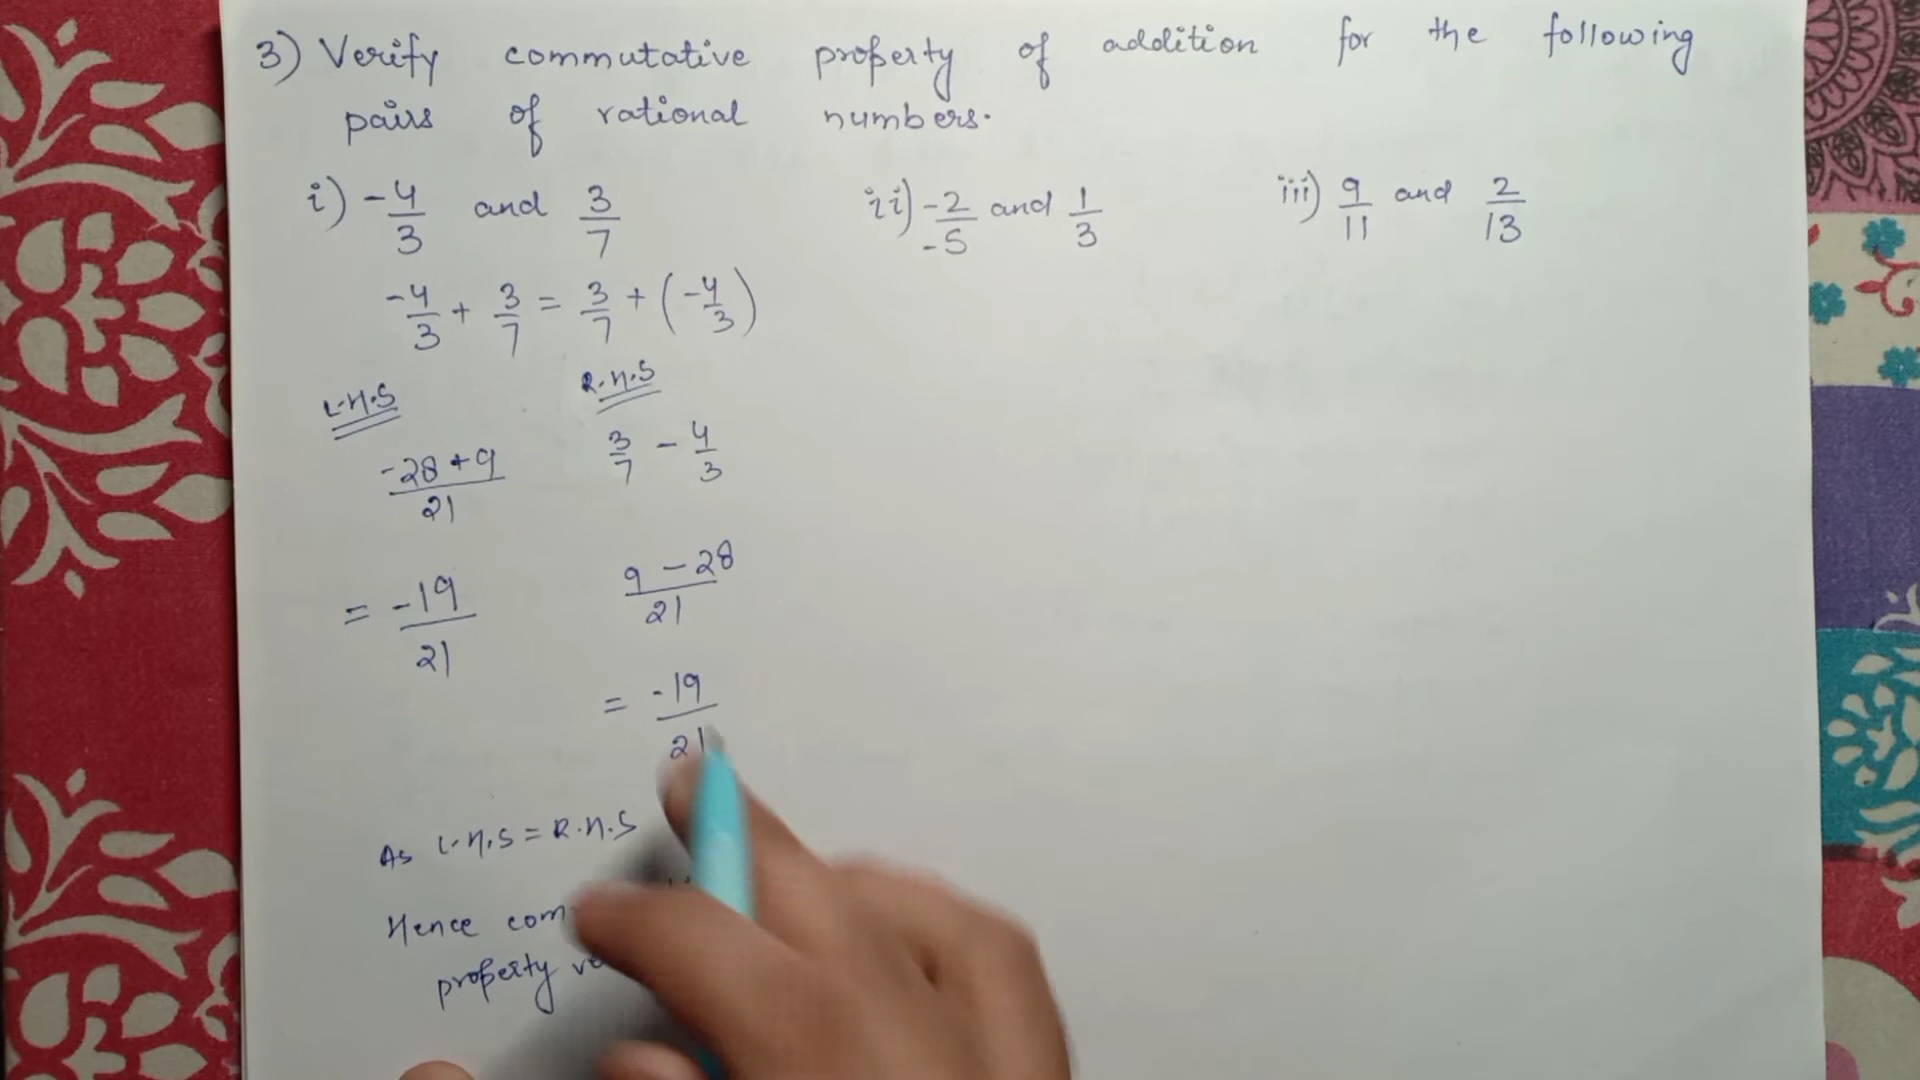 3) Verify commutative property of addition for the following
pairs of rational numbers.
i) -4/3 and 3/7
ii) -2/-5 and 1/3
iii) 9/11 and 2/13
-4/3 + 3/7 = 3/7 + (-4/3)
L.H.S
-28+9/21
= -19/21
R.H.S
3/7 - 4/3
9-28/21
= -19/21
As L.H.S = R.H.S
Hence
property